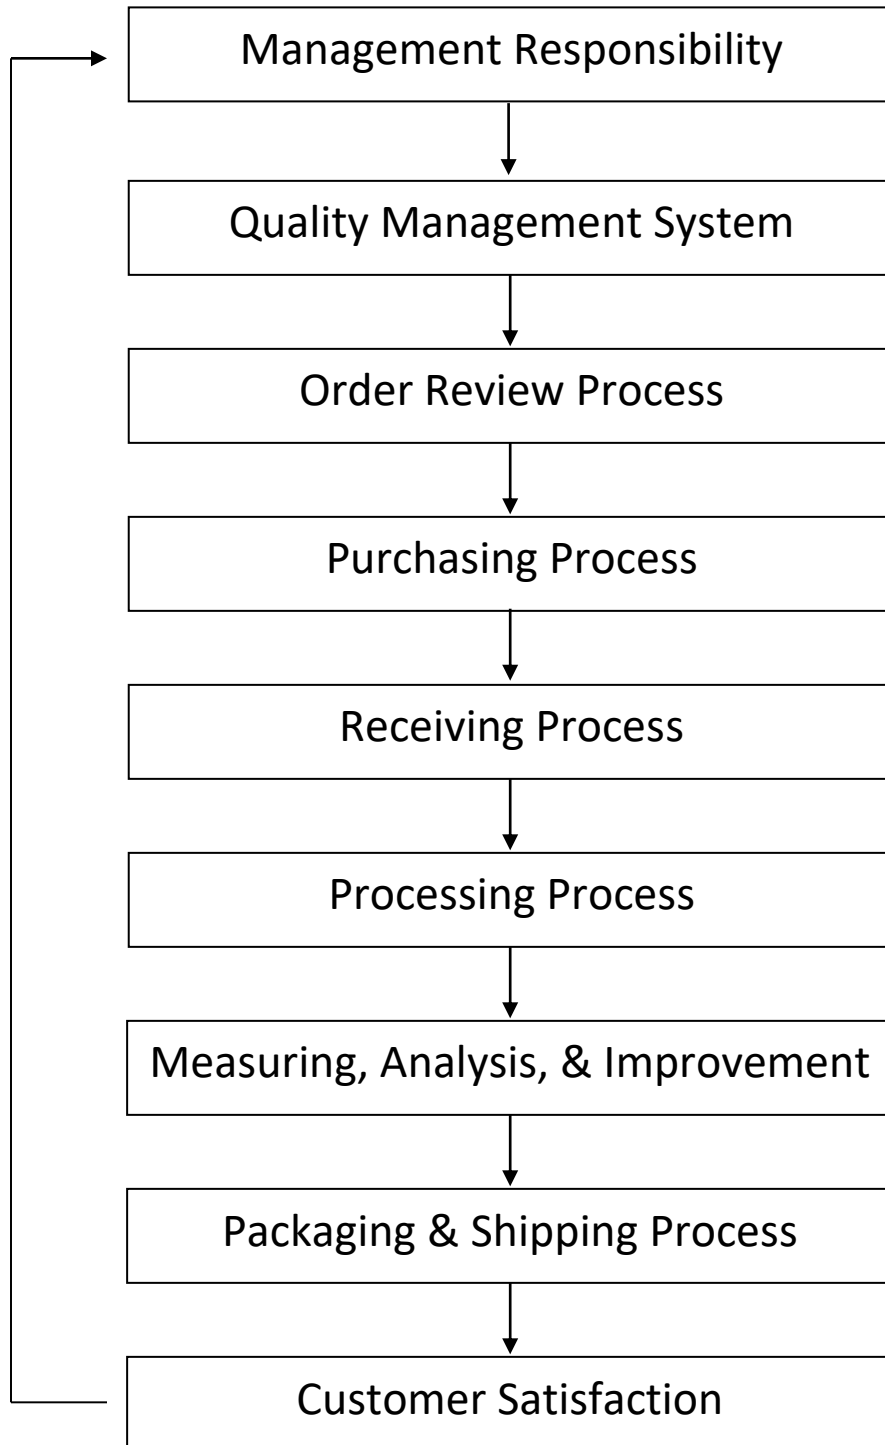 Management Responsibility
Quality Management System
Order Review Process
Purchasing Process
Receiving Process
Processing Process
Measuring, Analysis, & Improvement
Packaging & Shipping Process
Customer Satisfaction